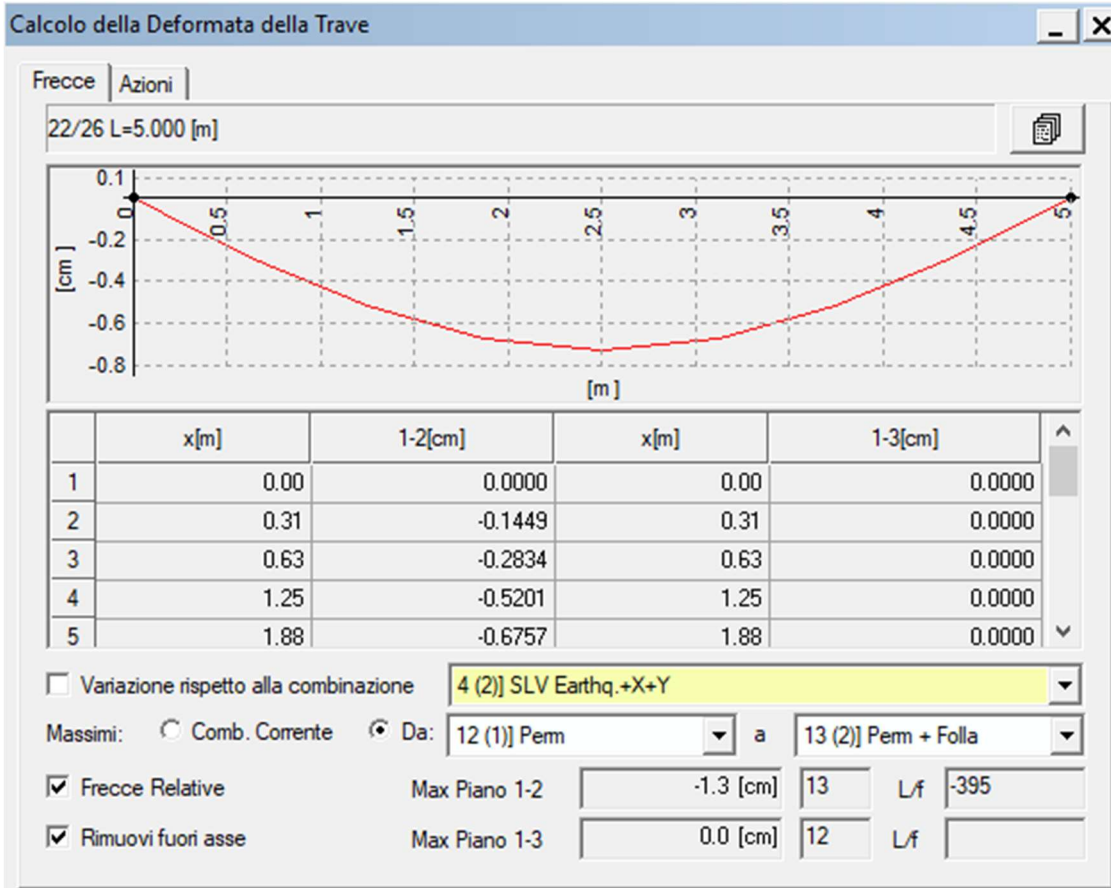 Calcolo della Deformata della Trave
Frecce Azioni
22/26 L=5.000 [m]
0.1
0 0.5 1 1.5 2 2.5 3 3.5 4 4.5 5
-0.2
[cm ]
-0.4
-0.6
-0.8
[m ]
x[m] 1-2[cm] x[m] 1-3[cm]
1 0.00 0.0000 0.00 0.0000
2 0.31 -0.1449 0.31 0.0000
3 0.63 -0.2834 0.63 0.0000
4 1.25 -0.5201 1.25 0.0000
5 1.88 -0.6757 1.88 0.0000
Variazione rispetto alla combinazione 4 (2)] SLV Earthq.+X+Y
Massimi: Comb. Corrente Da: 12 (1)] Perm a 13 (2)] Perm + Folla
Frecce Relative Max Piano 1-2 -1.3 [cm] 13 L/f -395
Rimuovi fuori asse Max Piano 1-3 0.0 [cm] 12 L/f